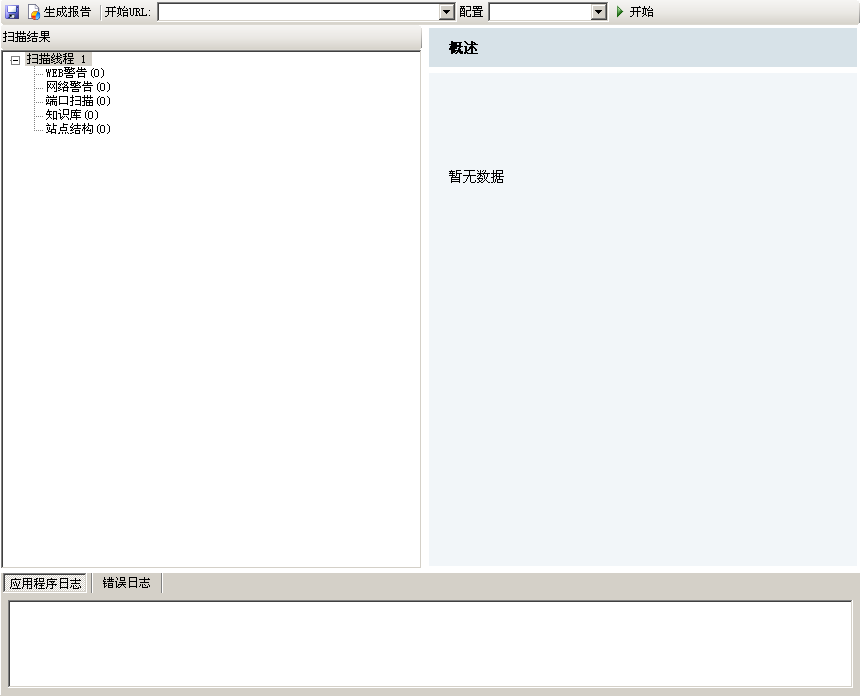 生成报告 开始URL: 配置 开始
扫描结果
概述
扫描线程 1
WEB警告(0)
网络警告(0)
端口扫描(0)
知识库(0)
站点结构(0)
暂无数据
应用程序日志 错误日志